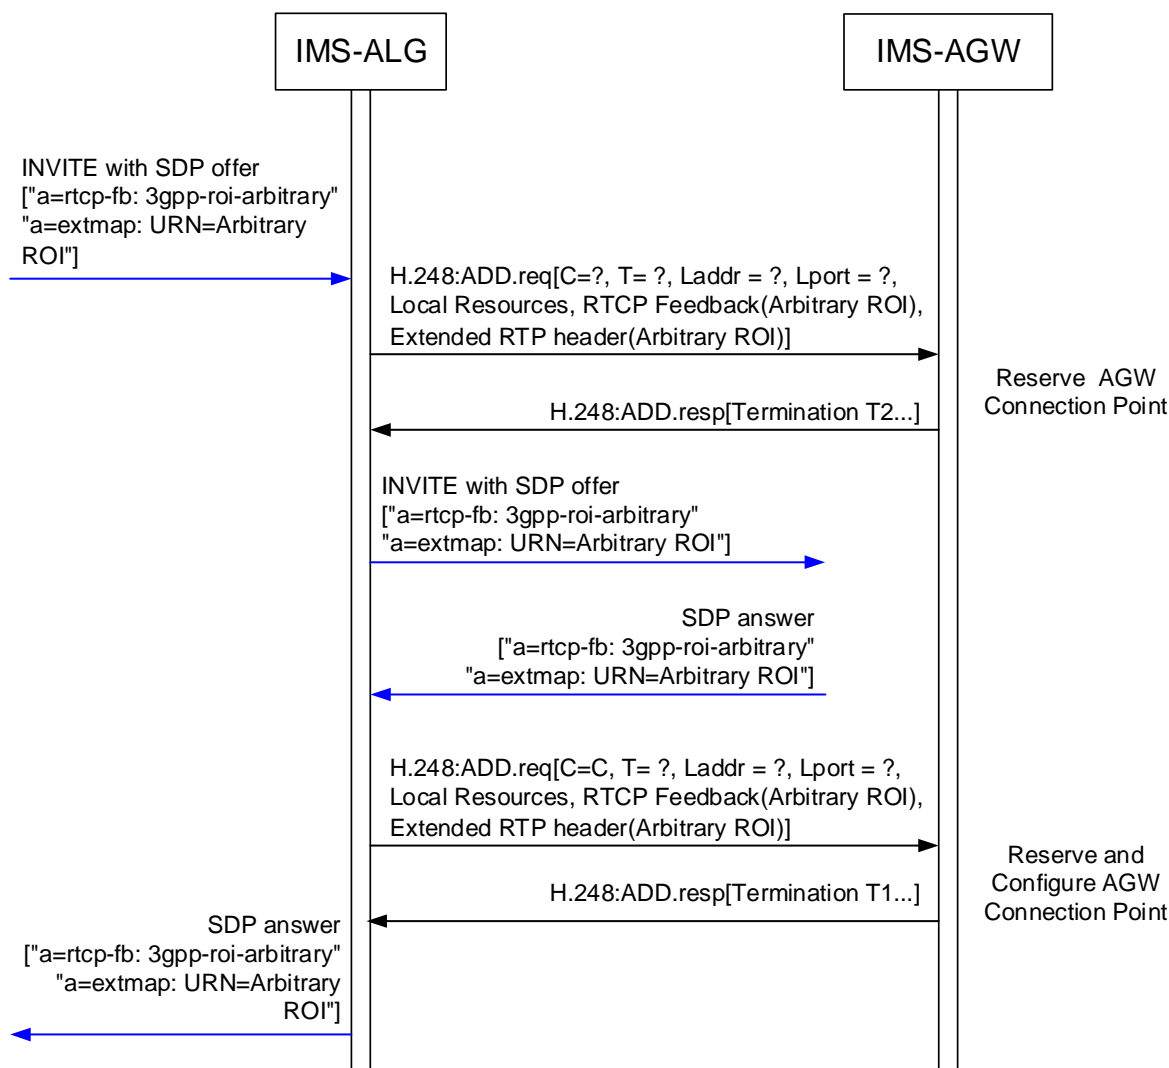 IMS-ALG
IMS-AGW
INVITE with SDP offer
["a=rtcp-fb: 3gpp-roi-arbitrary"
"a=extmap: URN=Arbitrary
ROI"]
H.248:ADD.req[C=?, T= ?, Laddr = ?, Lport = ?,
Local Resources, RTCP Feedback(Arbitrary ROI),
Extended RTP header(Arbitrary ROI)]
Reserve  AGW
Connection Point
H.248:ADD.resp[Termination T2...]
INVITE with SDP offer
["a=rtcp-fb: 3gpp-roi-arbitrary"
"a=extmap: URN=Arbitrary ROI"]
SDP answer
["a=rtcp-fb: 3gpp-roi-arbitrary"
"a=extmap: URN=Arbitrary ROI"]
H.248:ADD.req[C=C, T= ?, Laddr = ?, Lport = ?,
Local Resources, RTCP Feedback(Arbitrary ROI),
Extended RTP header(Arbitrary ROI)]
Reserve and
Configure AGW
Connection Point
H.248:ADD.resp[Termination T1...]
SDP answer
["a=rtcp-fb: 3gpp-roi-arbitrary"
"a=extmap: URN=Arbitrary
ROI"]